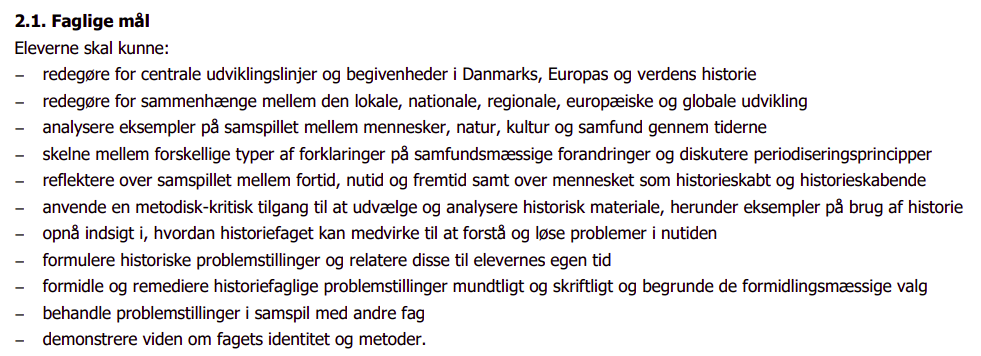 2.1. Faglige mål
Eleverne skal kunne:
− redegøre for centrale udviklingslinjer og begivenheder i Danmarks, Europas og verdens historie
− redegøre for sammenhænge mellem den lokale, nationale, regionale, europæiske og globale udvikling
− analysere eksempler på samspillet mellem mennesker, natur, kultur og samfund gennem tiderne
− skelne mellem forskellige typer af forklaringer på samfundsmæssige forandringer og diskutere periodiseringsprincipper
− reflektere over samspillet mellem fortid, nutid og fremtid samt over mennesket som historieskabt og historieskabende
− anvende en metodisk-kritisk tilgang til at udvælge og analysere historisk materiale, herunder eksempler på brug af historie
− opnå indsigt i, hvordan historiefaget kan medvirke til at forstå og løse problemer i nutiden
− formulere historiske problemstillinger og relatere disse til elevernes egen tid
− formidle og remediere historiefaglige problemstillinger mundtligt og skriftligt og begrunde de formidlingsmæssige valg
− behandle problemstillinger i samspil med andre fag
− demonstrere viden om fagets identitet og metoder.